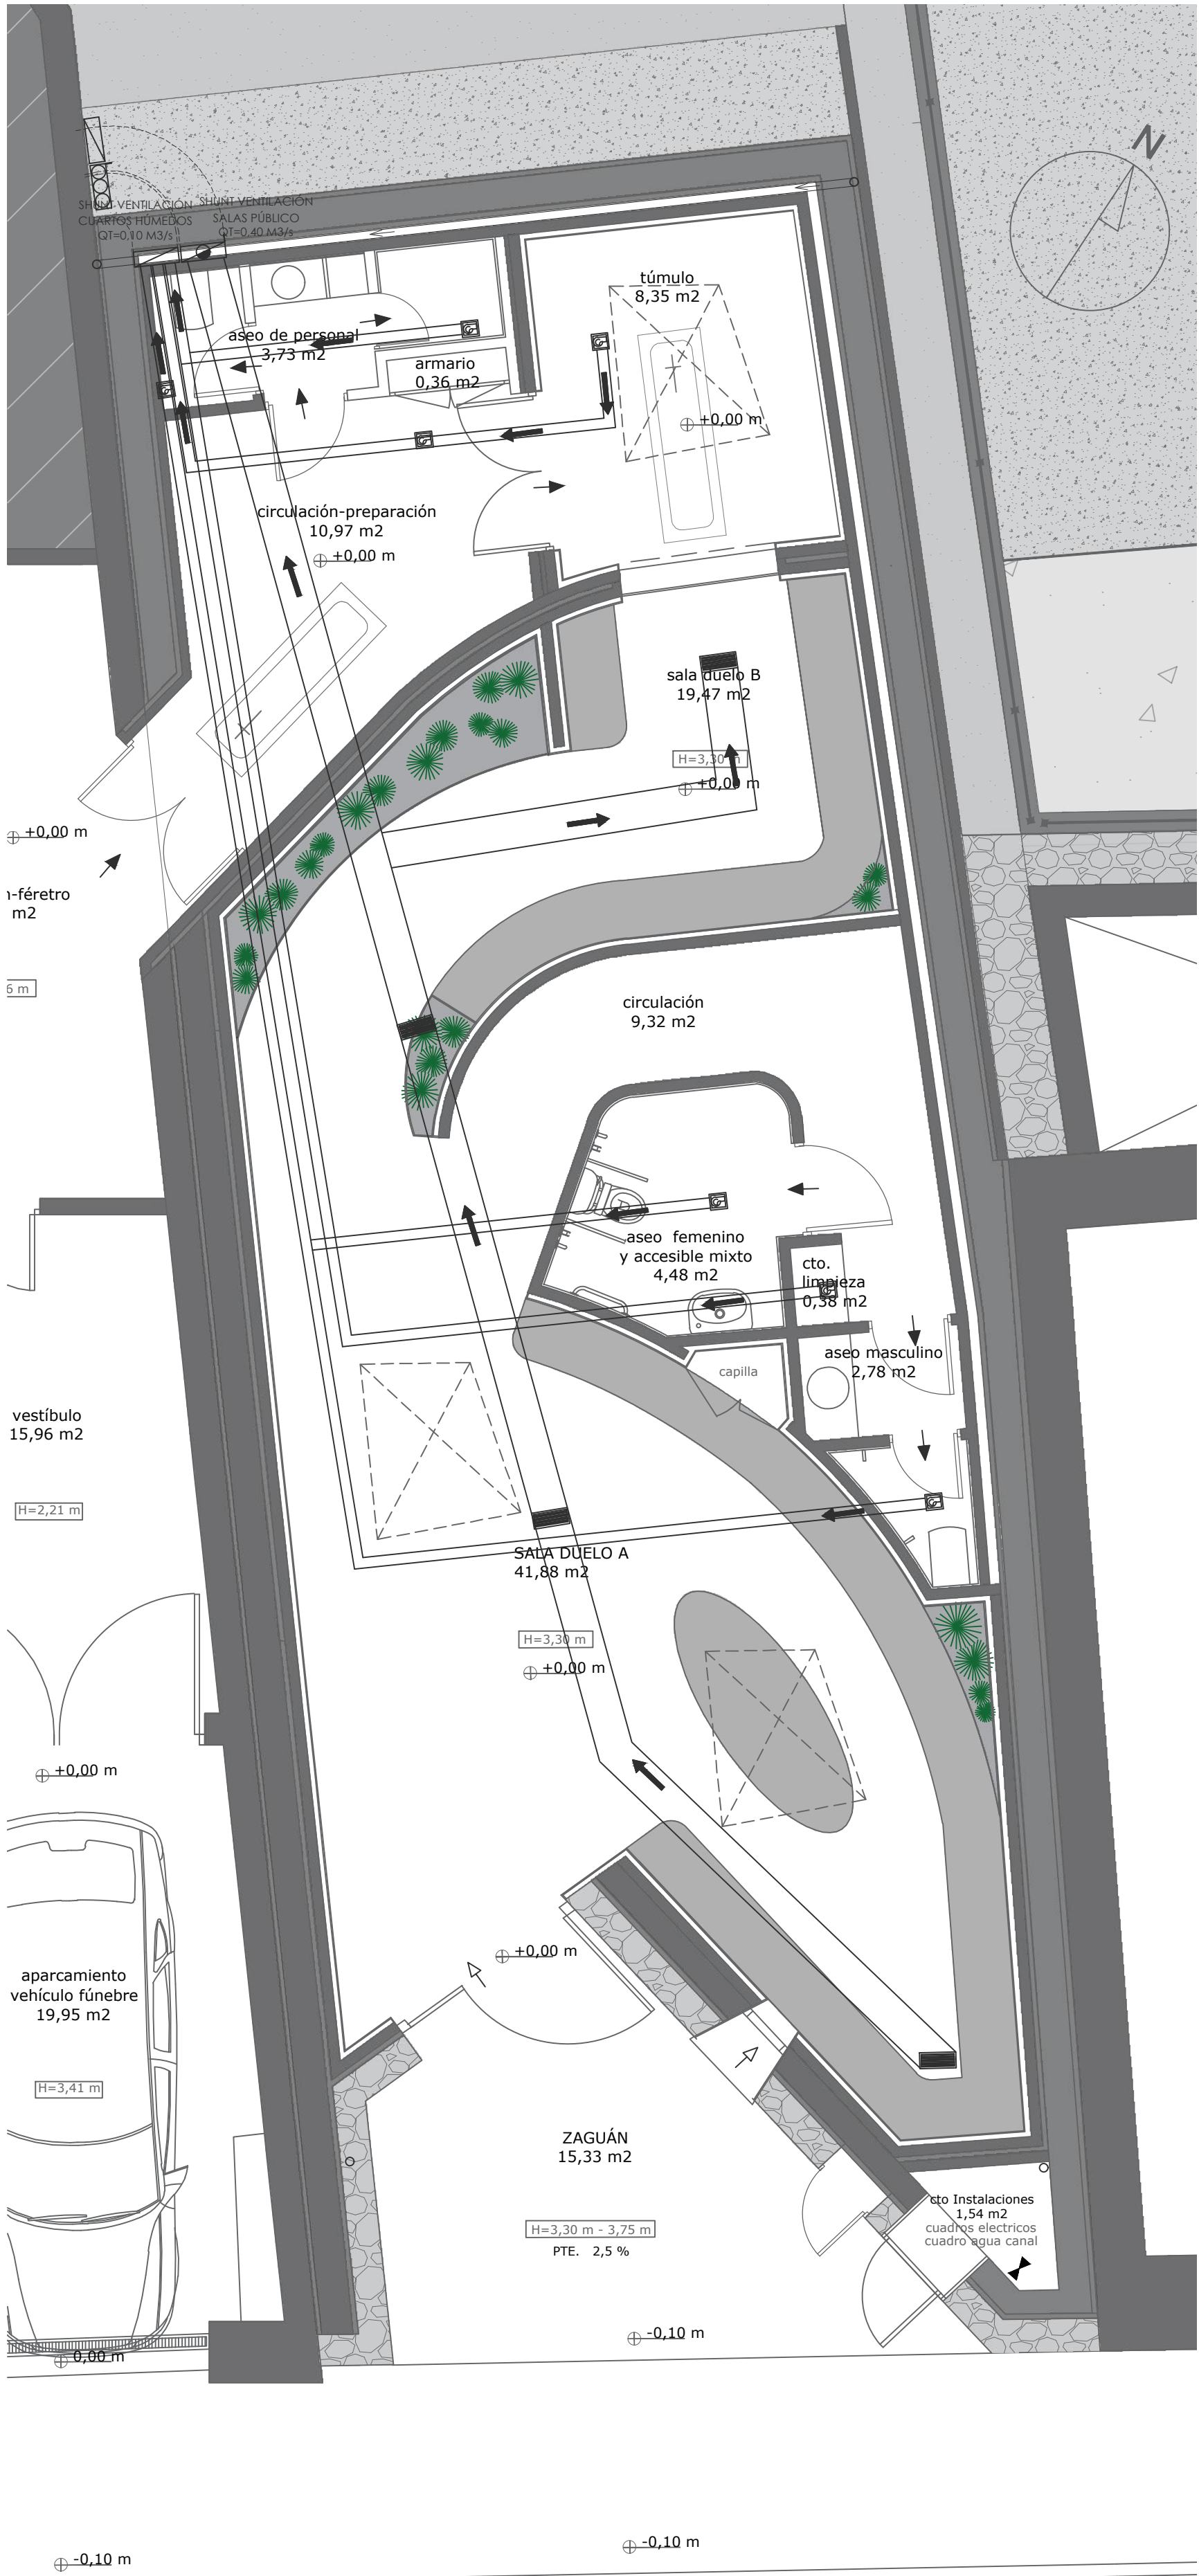 N
SHUNT VENTILACIÓN
CUARTOS HÚMEDOS
QT=0,10 M3/s
SHUNT VENTILACIÓN
SALAS PÚBLICO
QT=0,40 M3/s
túmulo
8,35 m2
aseo de personal
3,73 m2
armario
0,36 m2
+0,00 m
circulación-preparación
10,97 m2
+0,00 m
sala duelo B
19,47 m2
H=3,30 m
+0,00 m
+0,00 m
n-féretro
m2
6 m
circulación
9,32 m2
aseo femenino
y accesible mixto
4,48 m2
cto.
limpieza
0,38 m2
aseo masculino
2,78 m2
capilla
vestíbulo
15,96 m2
H=2,21 m
SALA DUELO A
41,88 m2
H=3,30 m
+0,00 m
+0,00 m
+0,00 m
aparcamiento
vehículo fúnebre
19,95 m2
H=3,41 m
ZAGUÁN
15,33 m2
H=3,30 m - 3,75 m
PTE. 2,5 %
cto Instalaciones
1,54 m2
cuadros electricos
cuadro agua canal
-0,10 m
0,00 m
-0,10 m
-0,10 m